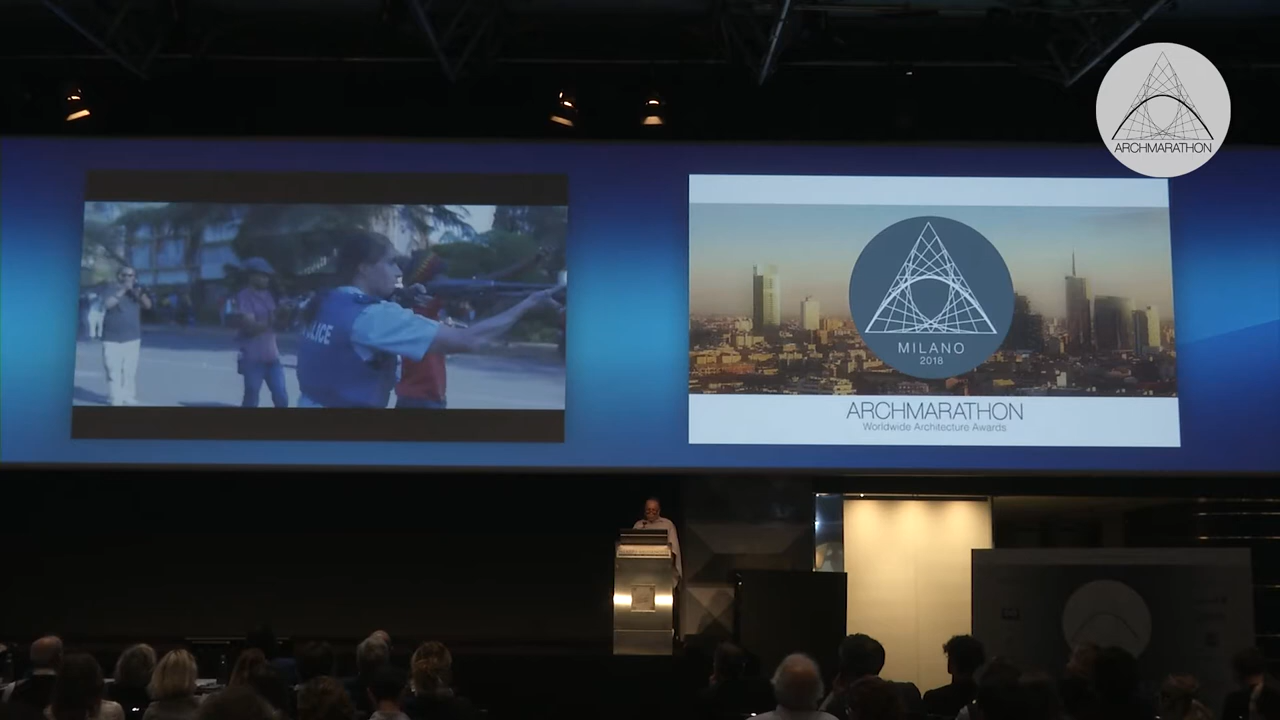 ARCHMARATHON
LICE
MILANO
2018
ARCHMARATHON
Worldwide Architecture Awards